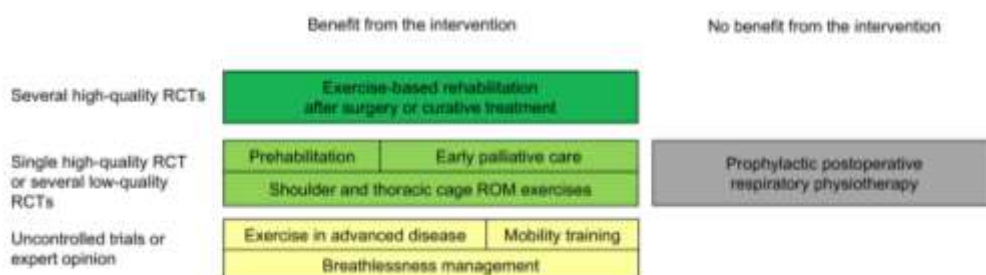 Benefit from the intervention
No benefit from the intervention
Several high-quality RCTs
Exercise-based rehabilitation
after surgery or curative treatment
Single high-quality RCT
or several low-quality
RCTs
Prehabilitation
Early palliative care
Shoulder and thoracic cage ROM exercises
Prophylactic postoperative
respiratory physiotherapy
Uncontrolled trials or
expert opinion
Exercise in advanced disease
Mobility training
Breathlessness management